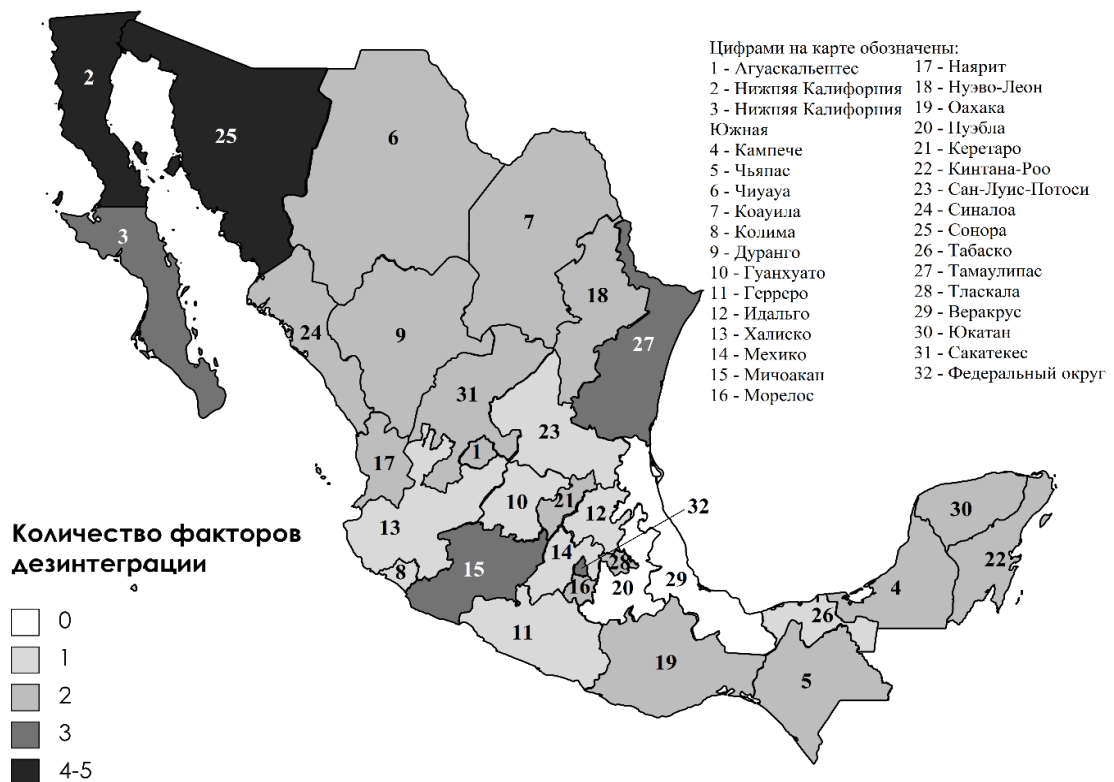 Цифрами на карте обозначены:
1 - Агуаскальентес
2 - Нижняя Калифорния
3 - Нижняя Калифорния
Южная
4 - Кампече
5 - Чьяпас
6 - Чиуауа
7 - Коауила
8 - Колима
9 - Дуранго
10 - Гуанхуато
11 - Герреро
12 - Идальго
13 - Халиско
14 - Мехико
15 - Мичоакан
16 - Морелос
17 - Наярит
18 - Нуэво-Леон
19 - Оахака
20 - Пуэбла
21 - Керетаро
22 - Кинтана-Роо
23 - Сан-Луис-Потоси
24 - Синалоа
25 - Сонора
26 - Табаско
27 - Тамаулипас
28 - Тласкала
29 - Веракрус
30 - Юкатан
31 - Сакатекес
32 - Федеральный округ
2
25
6
3
7
18
24
9
27
31
23
17
1
10
21
12
32
13
14
8
15
28
16
20
29
11
19
26
5
4
30
22
Количество факторов
дезинтеграции
0
1
2
3
4-5